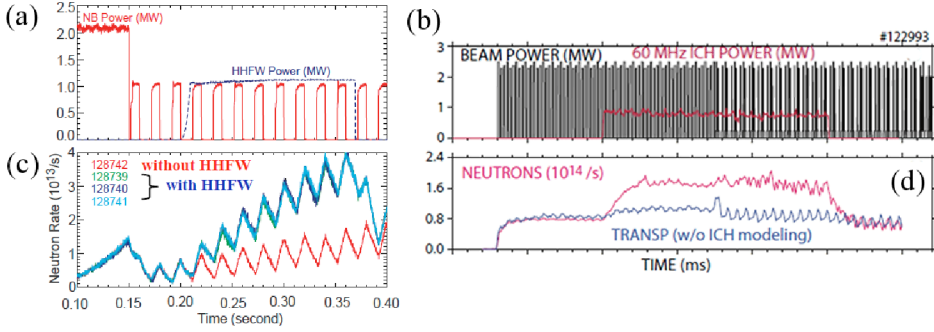 (a)
NB Power (MW)
HHFW Power (MW)
2.5
2.0
1.5
1.0
0.5
0.0
(b)
#122993
BEAM POWER (MW)
60 MHz ICH POWER (MW)
3
2
1
0
(c)
128742 without HHFW
128739
128740 with HHFW
128741
Neutron Rate (10¹³/s)
4
3
2
1
0
0.10 0.15 0.20 0.25 0.30 0.35 0.40
Time (second)
(d)
NEUTRONS (10¹⁴ /s)
TRANSP (w/o ICH modeling)
2.4
1.6
0.8
0.0
TIME (ms)